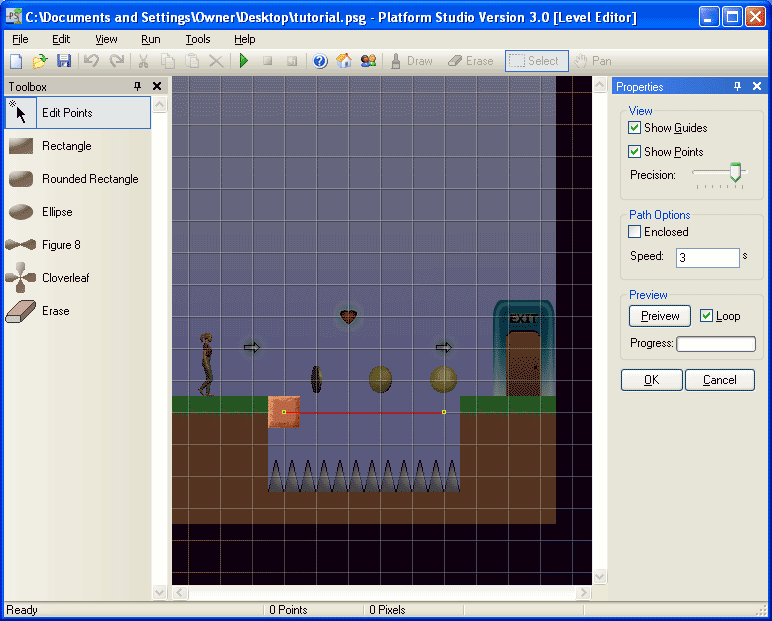 C:\Documents and Settings\Owner\Desktop\tutorial.psg - Platform Studio Version 3.0 [Level Editor]
File Edit View Run Tools Help
Draw Erase Select Pan
Toolbox
Edit Points
Rectangle
Rounded Rectangle
Ellipse
Figure 8
Cloverleaf
Erase
EXIT
Properties
View
Show Guides
Show Points
Precision:
Path Options
Enclosed
Speed: 3 s
Preview
Preivew Loop
Progress:
OK Cancel
Ready 0 Points 0 Pixels